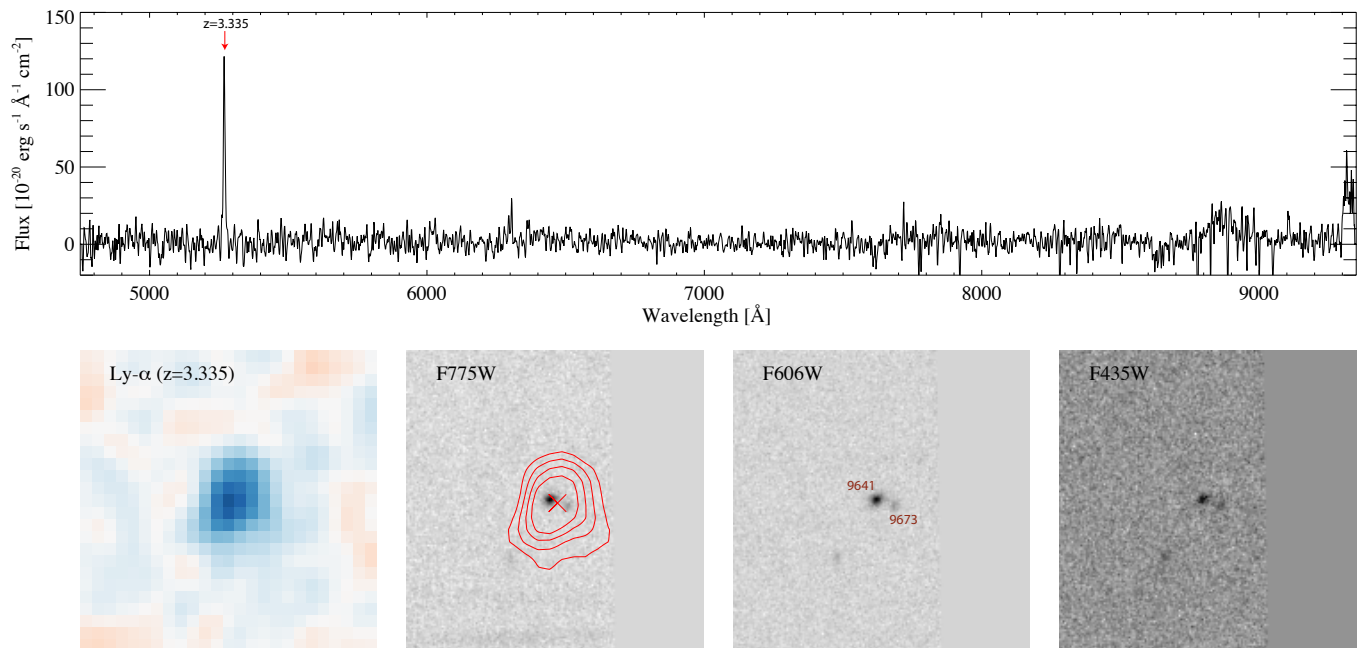 z=3.335
150
100
50
0
Flux [10⁻²⁰ erg s⁻¹ Å⁻¹ cm⁻²]
5000 6000 7000 8000 9000
Wavelength [Å]
Ly-α (z=3.335)
F775W
F606W
9641
9673
F435W